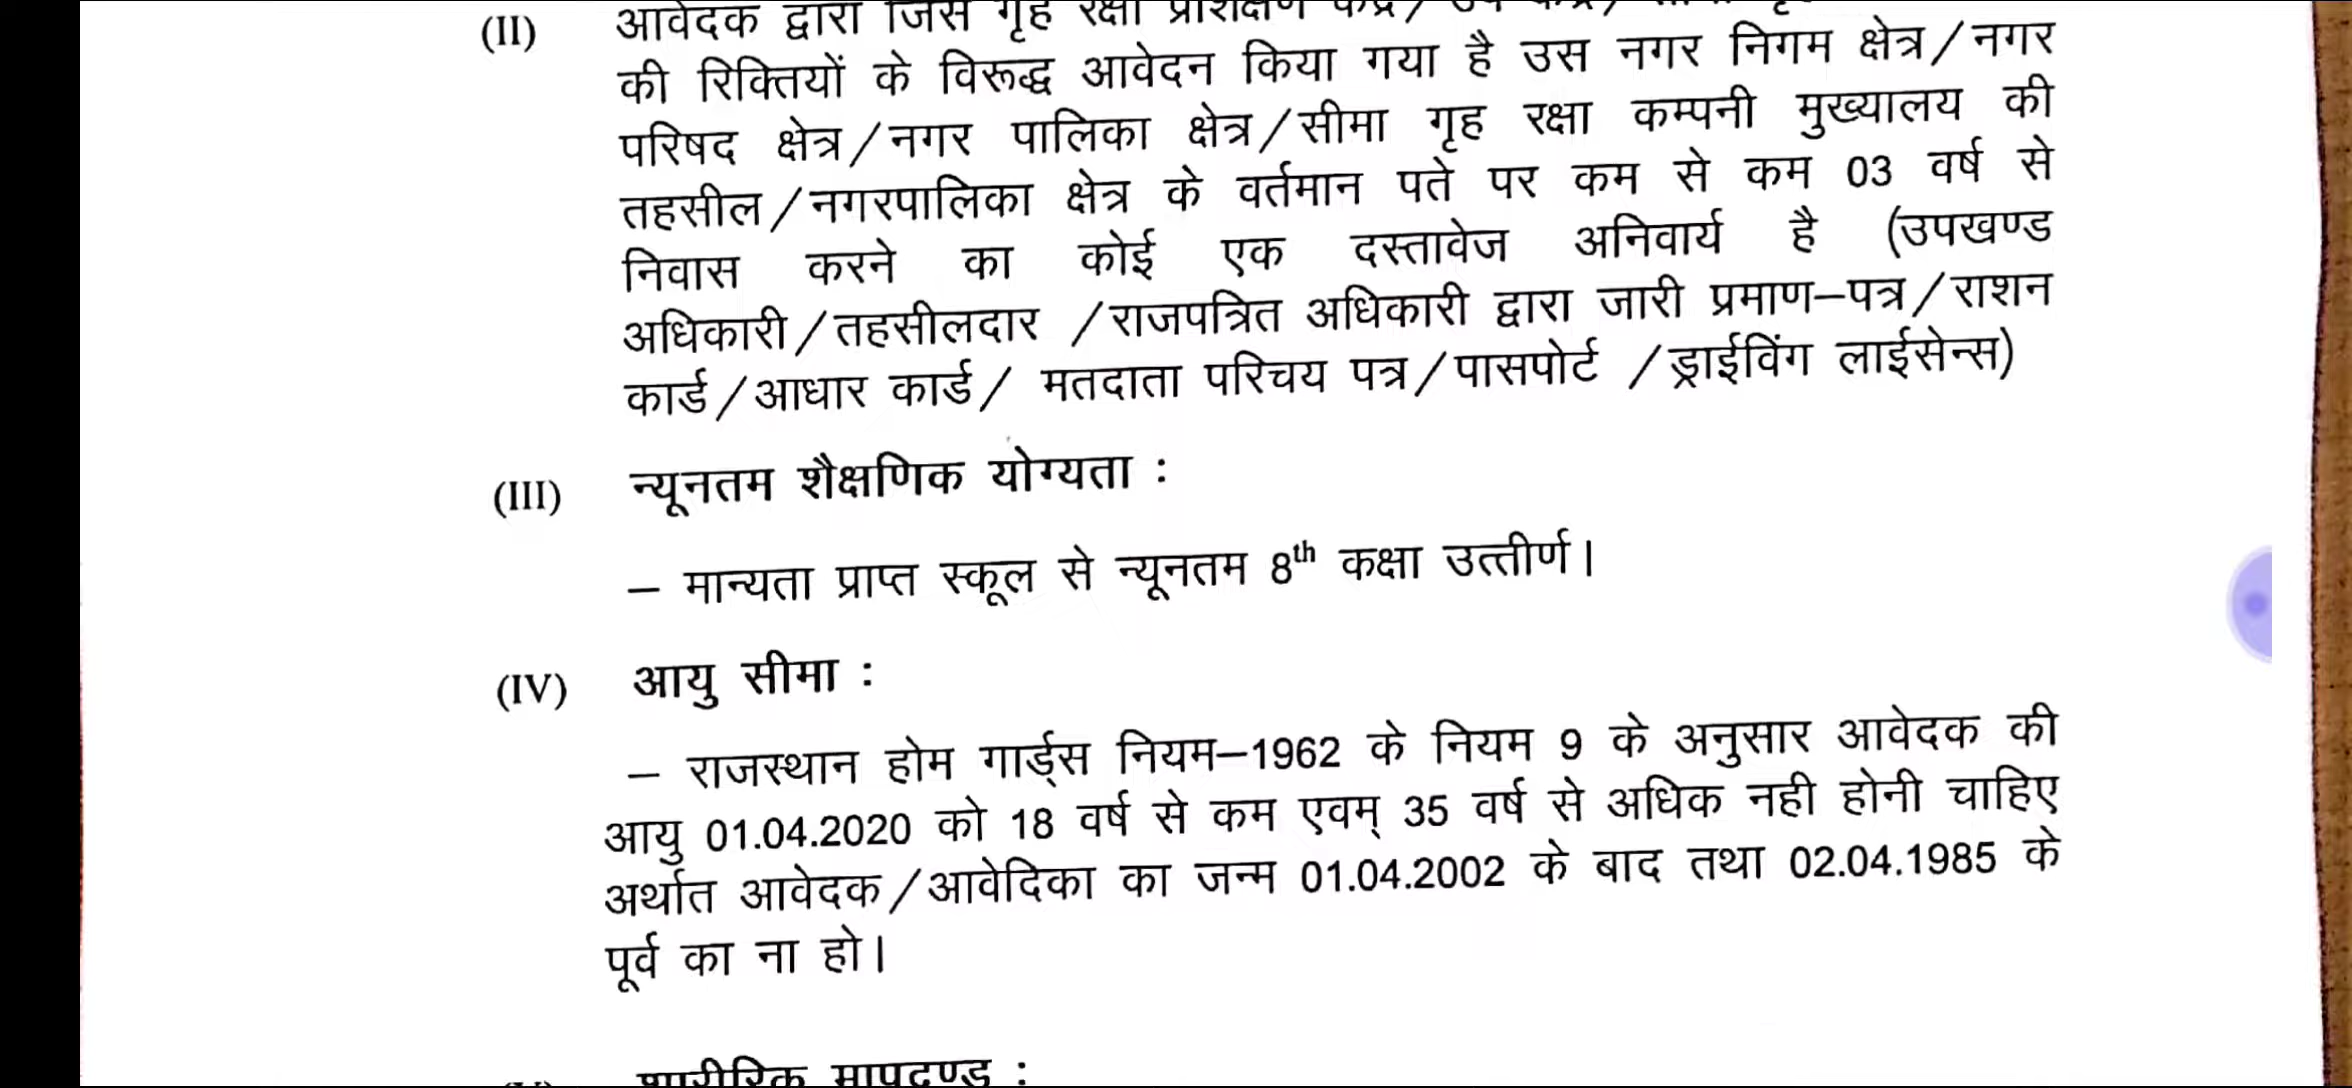 (II) आवेदक द्वारा जिस गृह रक्षा प्रशिक्षण केंद्र/
की रिक्तियों के विरूद्ध आवेदन किया गया है उस नगर निगम क्षेत्र/नगर
परिषद क्षेत्र/नगर पालिका क्षेत्र/सीमा गृह रक्षा कम्पनी मुख्यालय की
तहसील/नगरपालिका क्षेत्र के वर्तमान पते पर कम से कम 03 वर्ष से
निवास करने का कोई एक दस्तावेज अनिवार्य है (उपखण्ड
अधिकारी/तहसीलदार /राजपत्रित अधिकारी द्वारा जारी प्रमाण–पत्र/राशन
कार्ड/आधार कार्ड/ मतदाता परिचय पत्र/पासपोर्ट /ड्राईविंग लाईसेन्स)
(III) न्यूनतम शैक्षणिक योग्यता :
– मान्यता प्राप्त स्कूल से न्यूनतम 8th कक्षा उत्तीर्ण।
(IV) आयु सीमा :
– राजस्थान होम गार्ड्स नियम–1962 के नियम 9 के अनुसार आवेदक की
आयु 01.04.2020 को 18 वर्ष से कम एवम् 35 वर्ष से अधिक नही होनी चाहिए
अर्थात आवेदक/आवेदिका का जन्म 01.04.2002 के बाद तथा 02.04.1985 के
पूर्व का ना हो।
शारीरिक मापदण्ड :